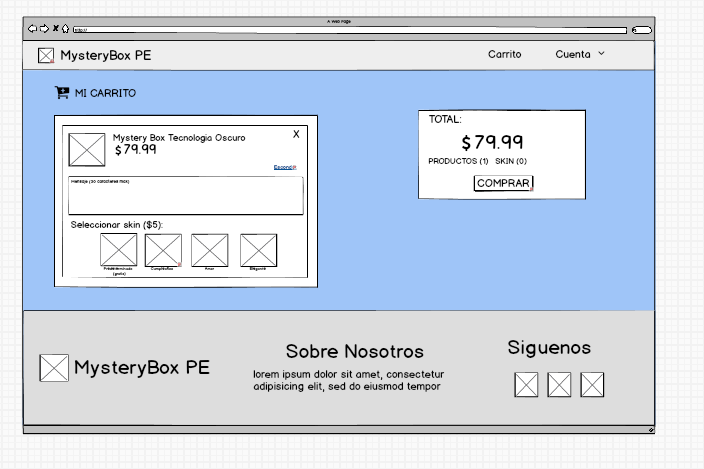 A Web Page
http://
MysteryBox PE
Carrito
Cuenta
MI CARRITO
Mystery Box Tecnologia Oscuro
X
$79.99
Mensaje (30 caracteres max)
Seleccionar skin ($5):
Predeterminado
(gratis)
Cumpleaños
Amor
Elegante
TOTAL:
$79.99
PRODUCTOS (1) SKIN (0)
COMPRAR
MysteryBox PE
Sobre Nosotros
lorem ipsum dolor sit amet, consectetur
adipisicing elit, sed do eiusmod tempor
Siguenos